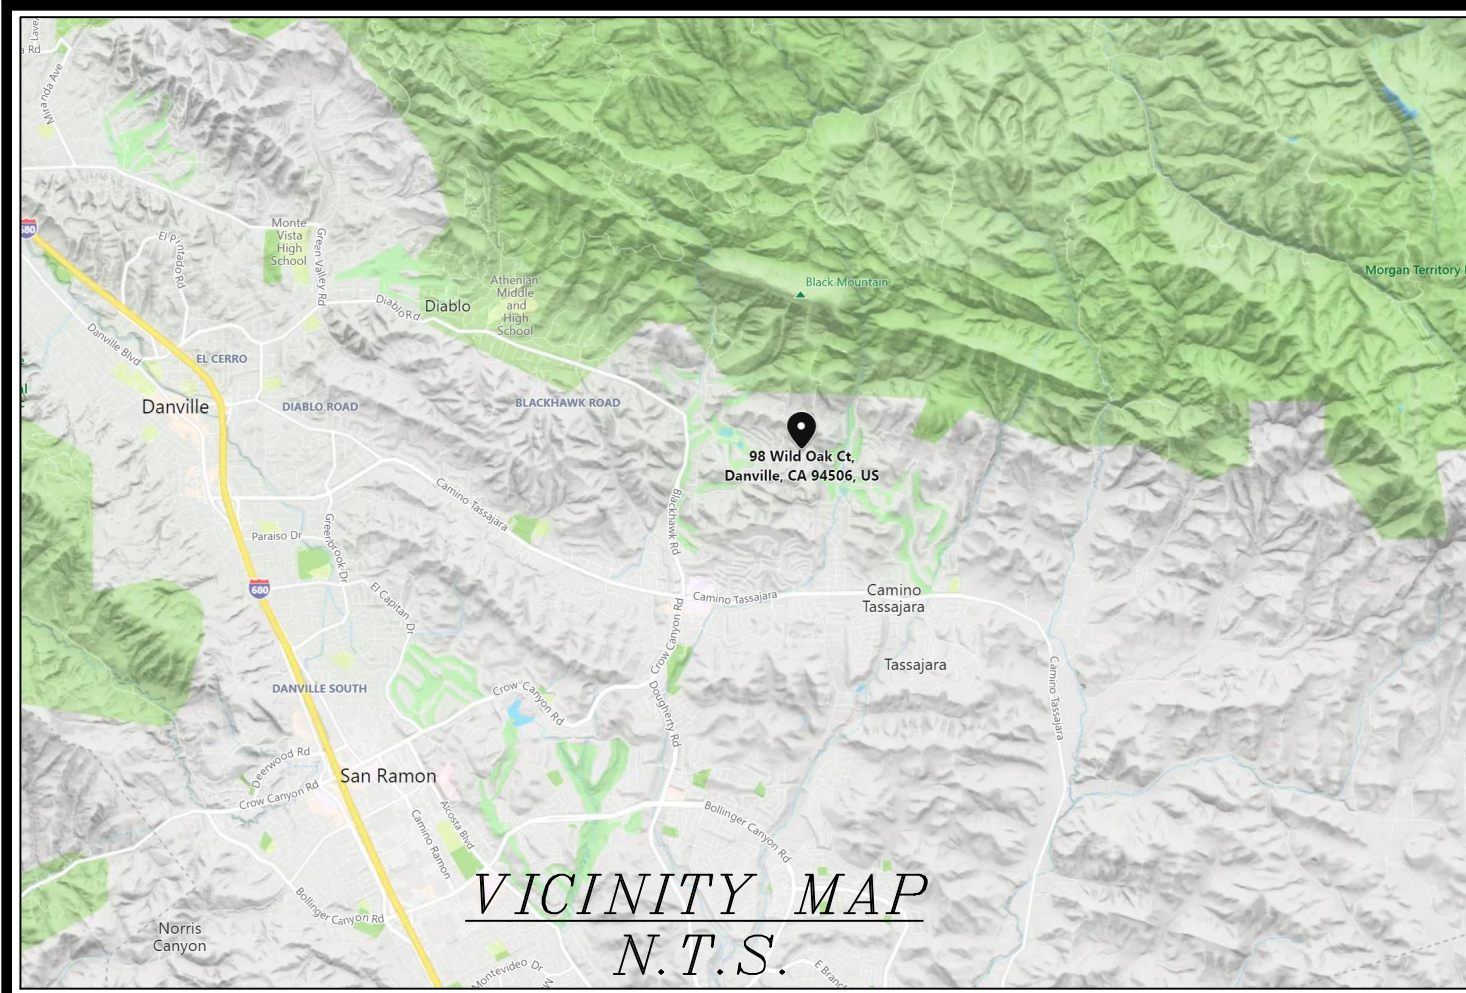 Lave
a Rd
Miranda Ave
680
El Pintado Rd
Monte
Vista
High
School
Green Valley Rd
Diablo Rd
Diablo
Athenian
Middle
and
High
School
Black Mountain
Morgan Territory
Danville Blvd
EL CERRO
Danville
DIABLO ROAD
BLACKHAWK ROAD
98 Wild Oak Ct,
Danville, CA 94506, US
Camino Tassajara
Blackhawk Rd
Paraiso Dr
Greenbrook Dr
680
El Capitan Dr
Camino Tassajara
Camino
Tassajara
Crow Canyon Rd
Tassajara
Camino Tassajara
DANVILLE SOUTH
Crow Canyon Rd
Dougherty Rd
Deerwood Rd
San Ramon
Crow Canyon Rd
Alcosta Blvd
Camino Ramon
Bollinger Canyon Rd
Bollinger Canyon Rd
VICINITY MAP
N.T.S.
Norris
Canyon
Montevideo Dr
E Branc